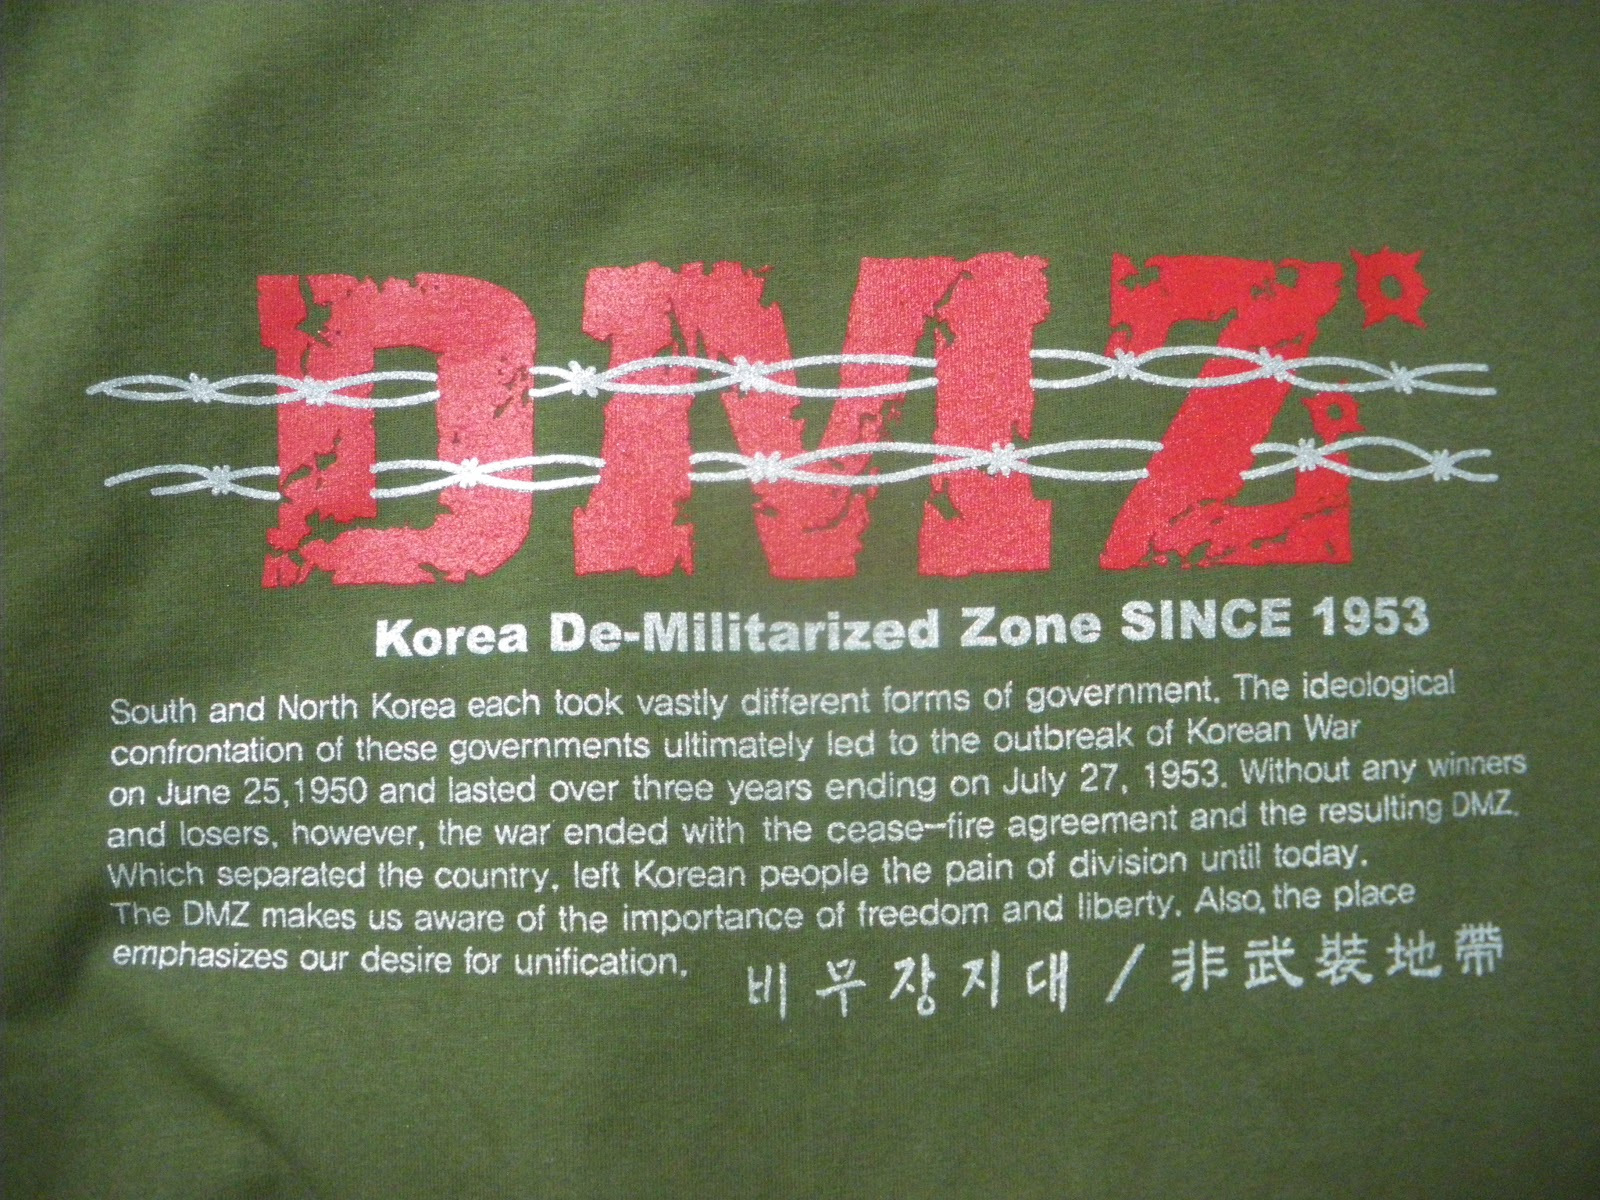 DMZ
Korea De-Militarized Zone SINCE 1953
South and North Korea each took vastly different forms of government. The ideological
confrontation of these governments ultimately led to the outbreak of Korean War
on June 25,1950 and lasted over three years ending on July 27, 1953. Without any winners
and losers, however, the war ended with the cease-fire agreement and the resulting DMZ.
Which separated the country, left Korean people the pain of division until today.
The DMZ makes us aware of the importance of freedom and liberty. Also, the place
emphasizes our desire for unification.
비무장지대 / 非武裝地帶